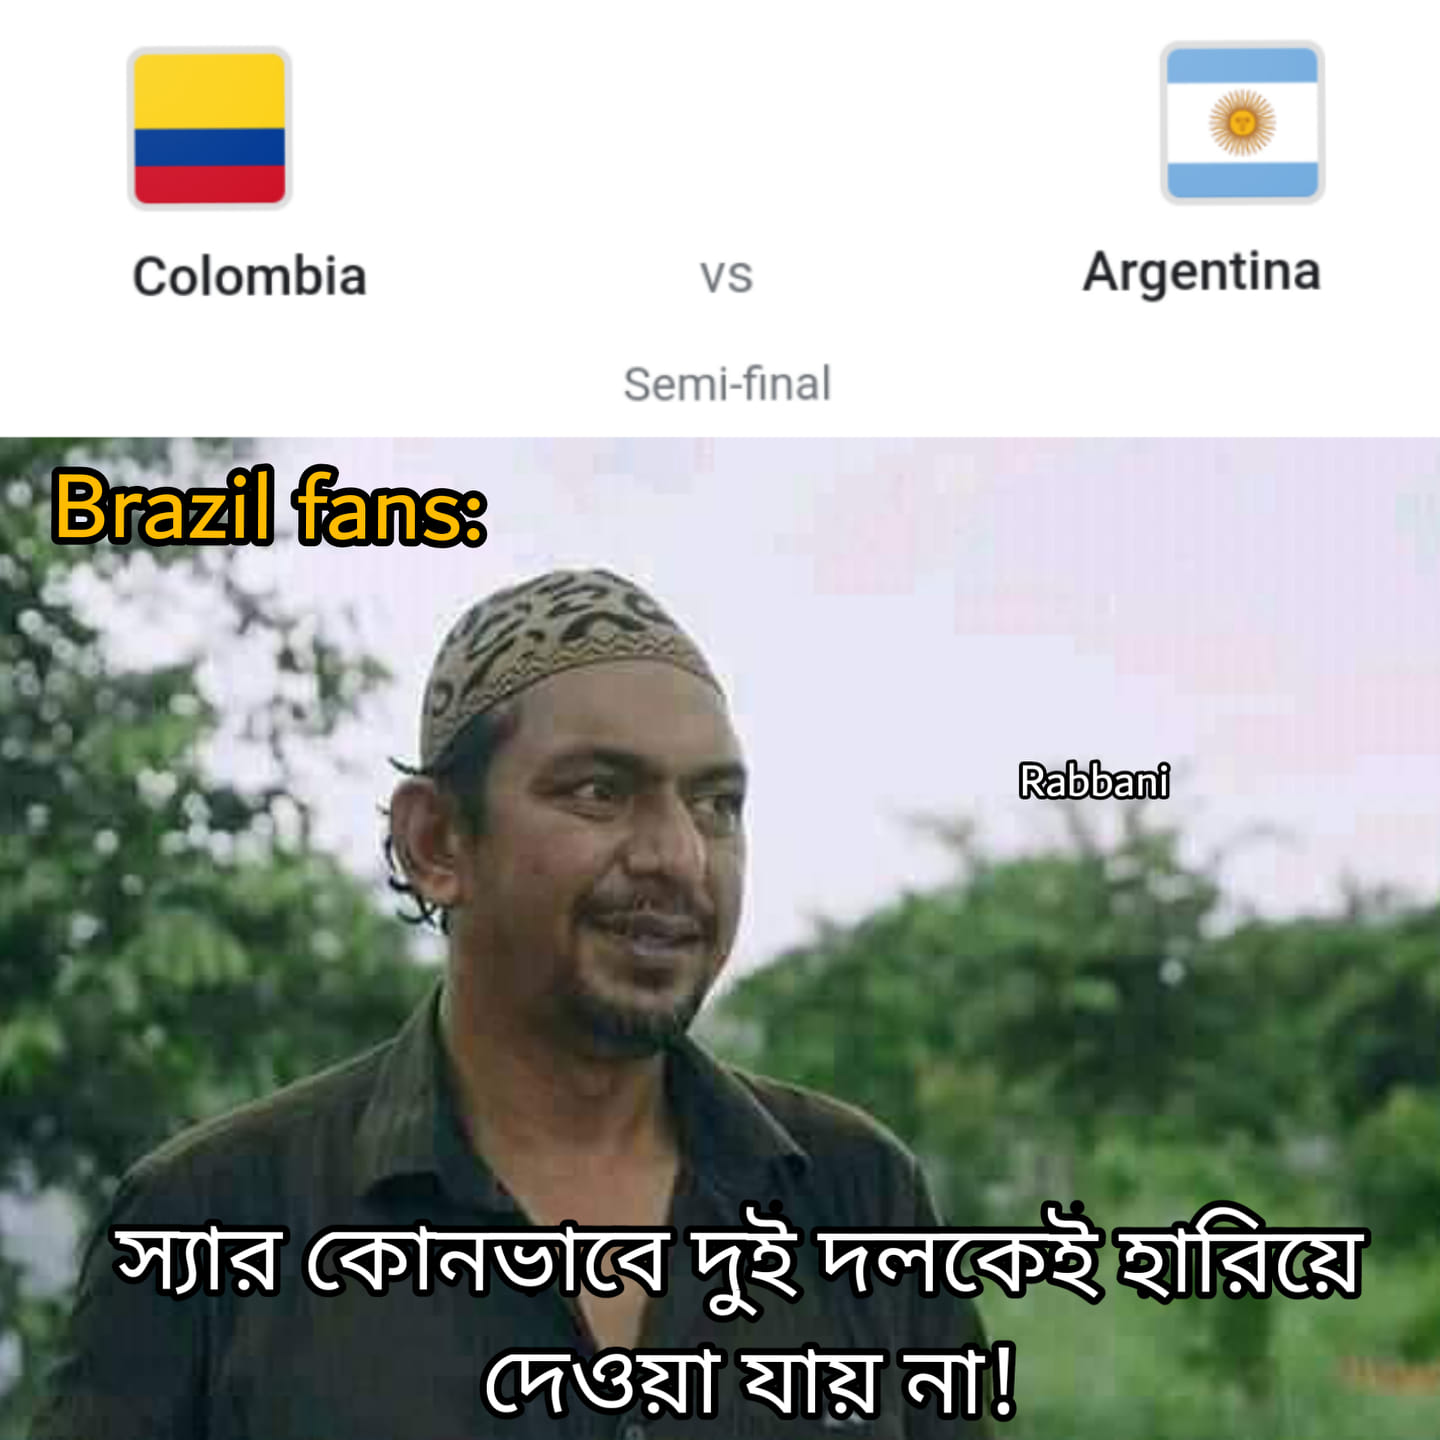 Colombia vs Argentina
Semi-final
Brazil fans:
Rabbani
স্যার কোনভাবে দুই দলকেই হারিয়ে
দেওয়া যায় না!